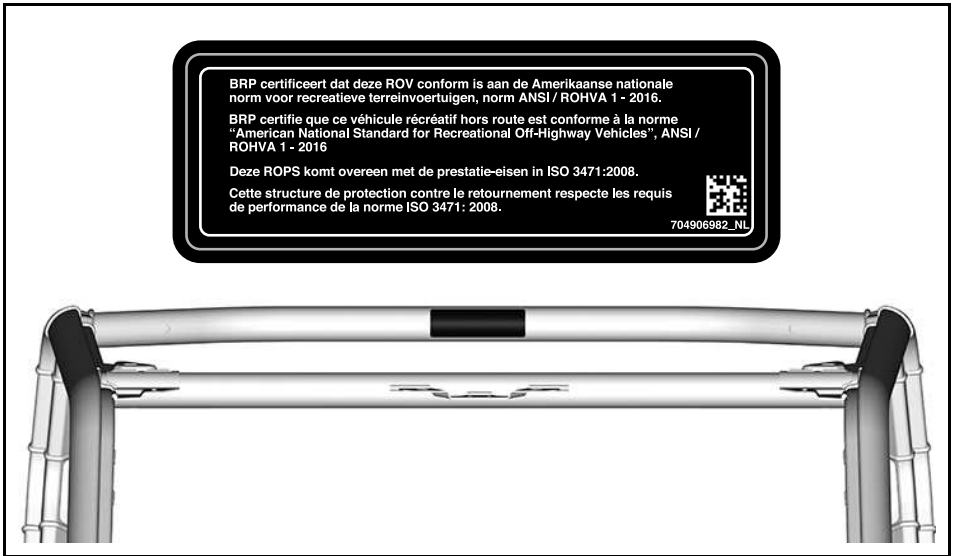 BRP certificeert dat deze ROV conform is aan de Amerikaanse nationale
norm voor recreatieve terreinvoertuigen, norm ANSI / ROHVA 1 - 2016.
BRP certifie que ce véhicule récréatif hors route est conforme à la norme
“American National Standard for Recreational Off-Highway Vehicles”, ANSI /
ROHVA 1 - 2016
Deze ROPS komt overeen met de prestatie-eisen in ISO 3471:2008.
Cette structure de protection contre le retournement respecte les requis
de performance de la norme ISO 3471: 2008.
704906982_NL